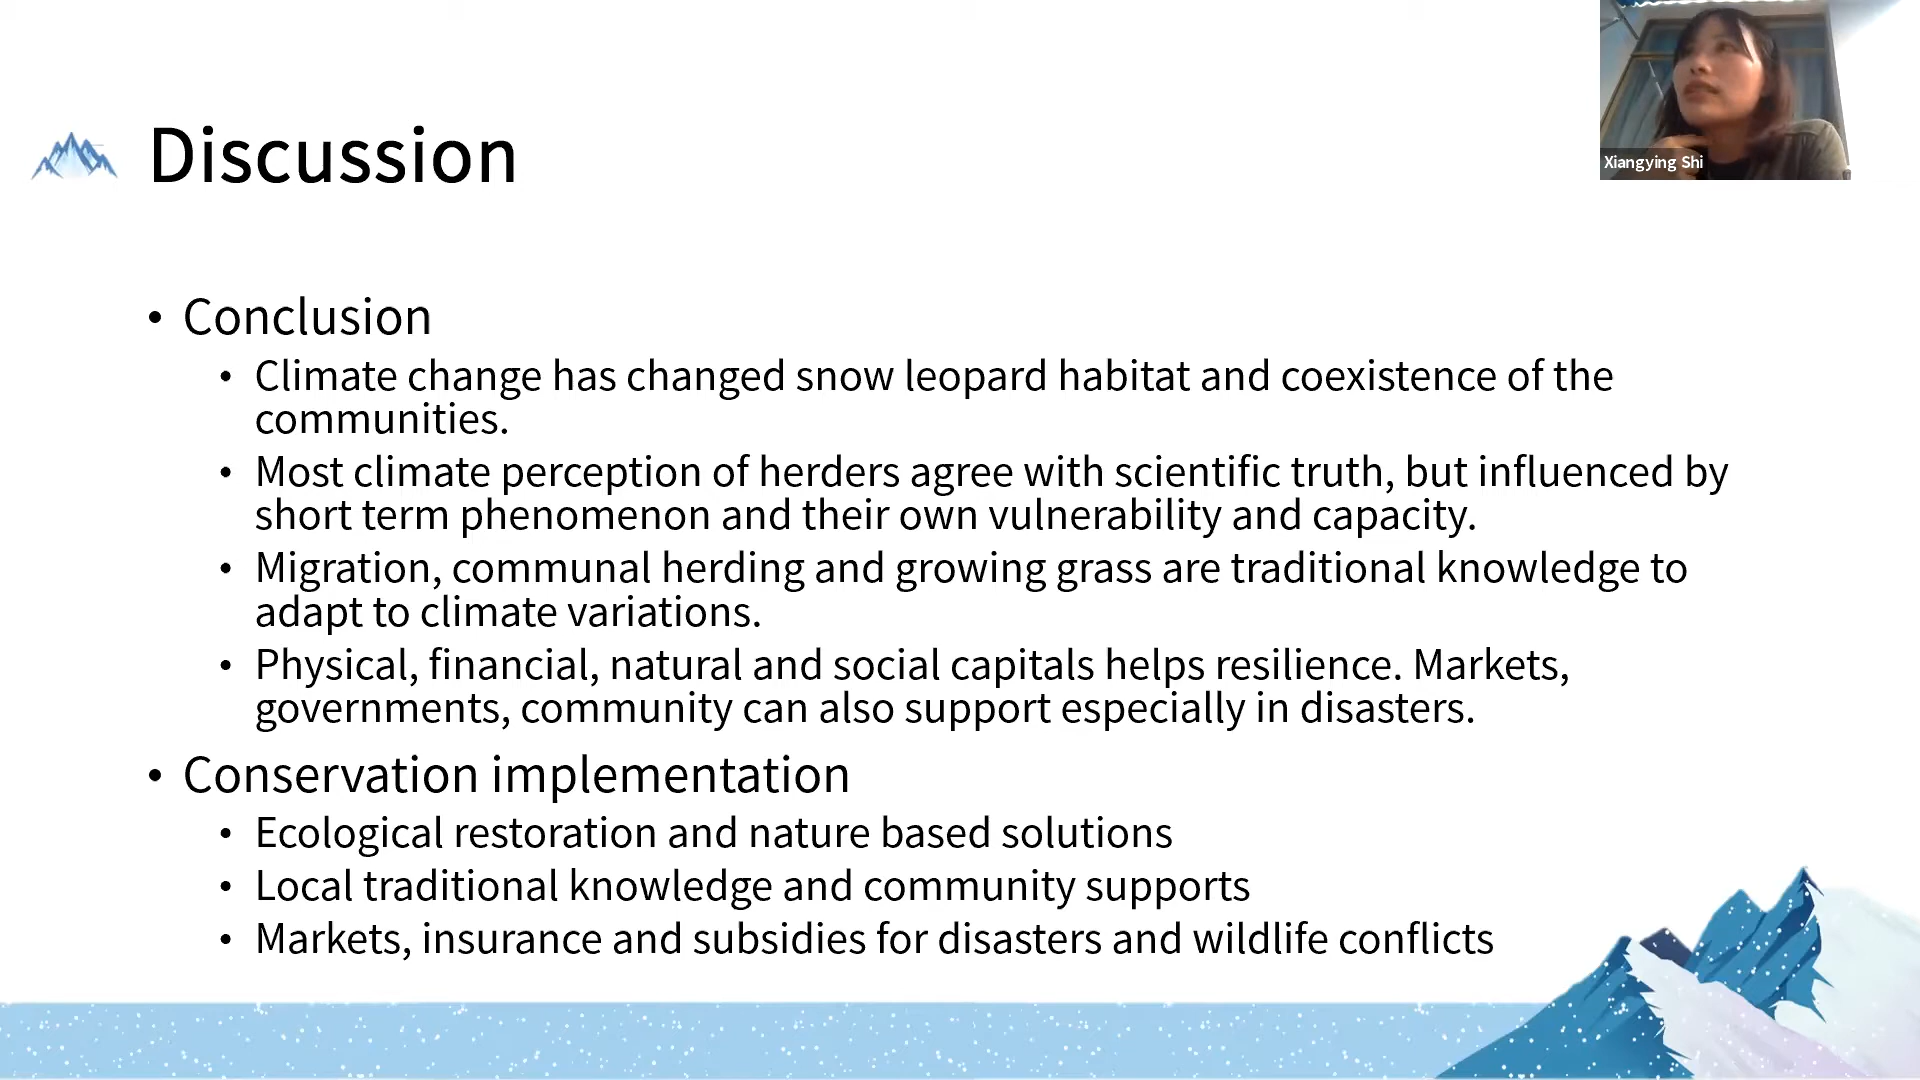 Xiangying Shi
Discussion
• Conclusion
• Climate change has changed snow leopard habitat and coexistence of the
communities.
• Most climate perception of herders agree with scientific truth, but influenced by
short term phenomenon and their own vulnerability and capacity.
• Migration, communal herding and growing grass are traditional knowledge to
adapt to climate variations.
• Physical, financial, natural and social capitals helps resilience. Markets,
governments, community can also support especially in disasters.
• Conservation implementation
• Ecological restoration and nature based solutions
• Local traditional knowledge and community supports
• Markets, insurance and subsidies for disasters and wildlife conflicts